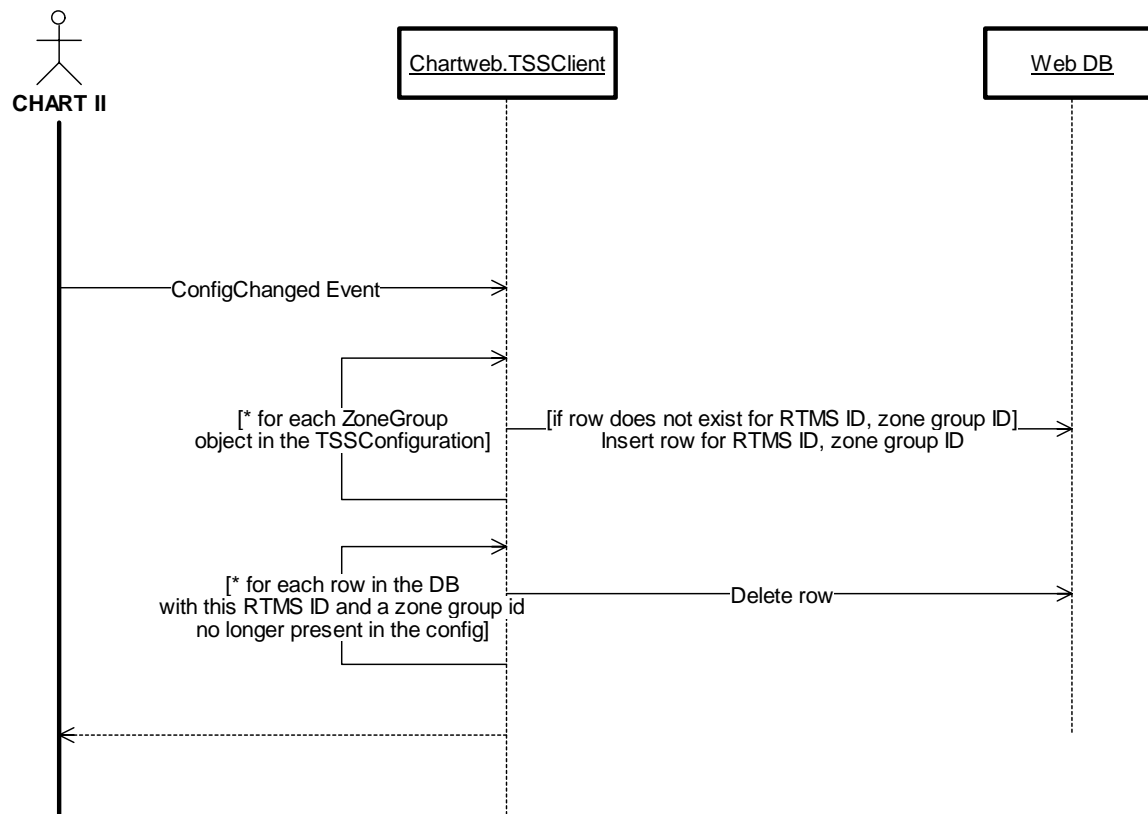 Chartweb.TSSClient
Web DB
CHART II
ConfigChanged Event
[* for each ZoneGroup
object in the TSSConfiguration]
[if row does not exist for RTMS ID, zone group ID]
Insert row for RTMS ID, zone group ID
[* for each row in the DB
with this RTMS ID and a zone group id
no longer present in the config]
Delete row